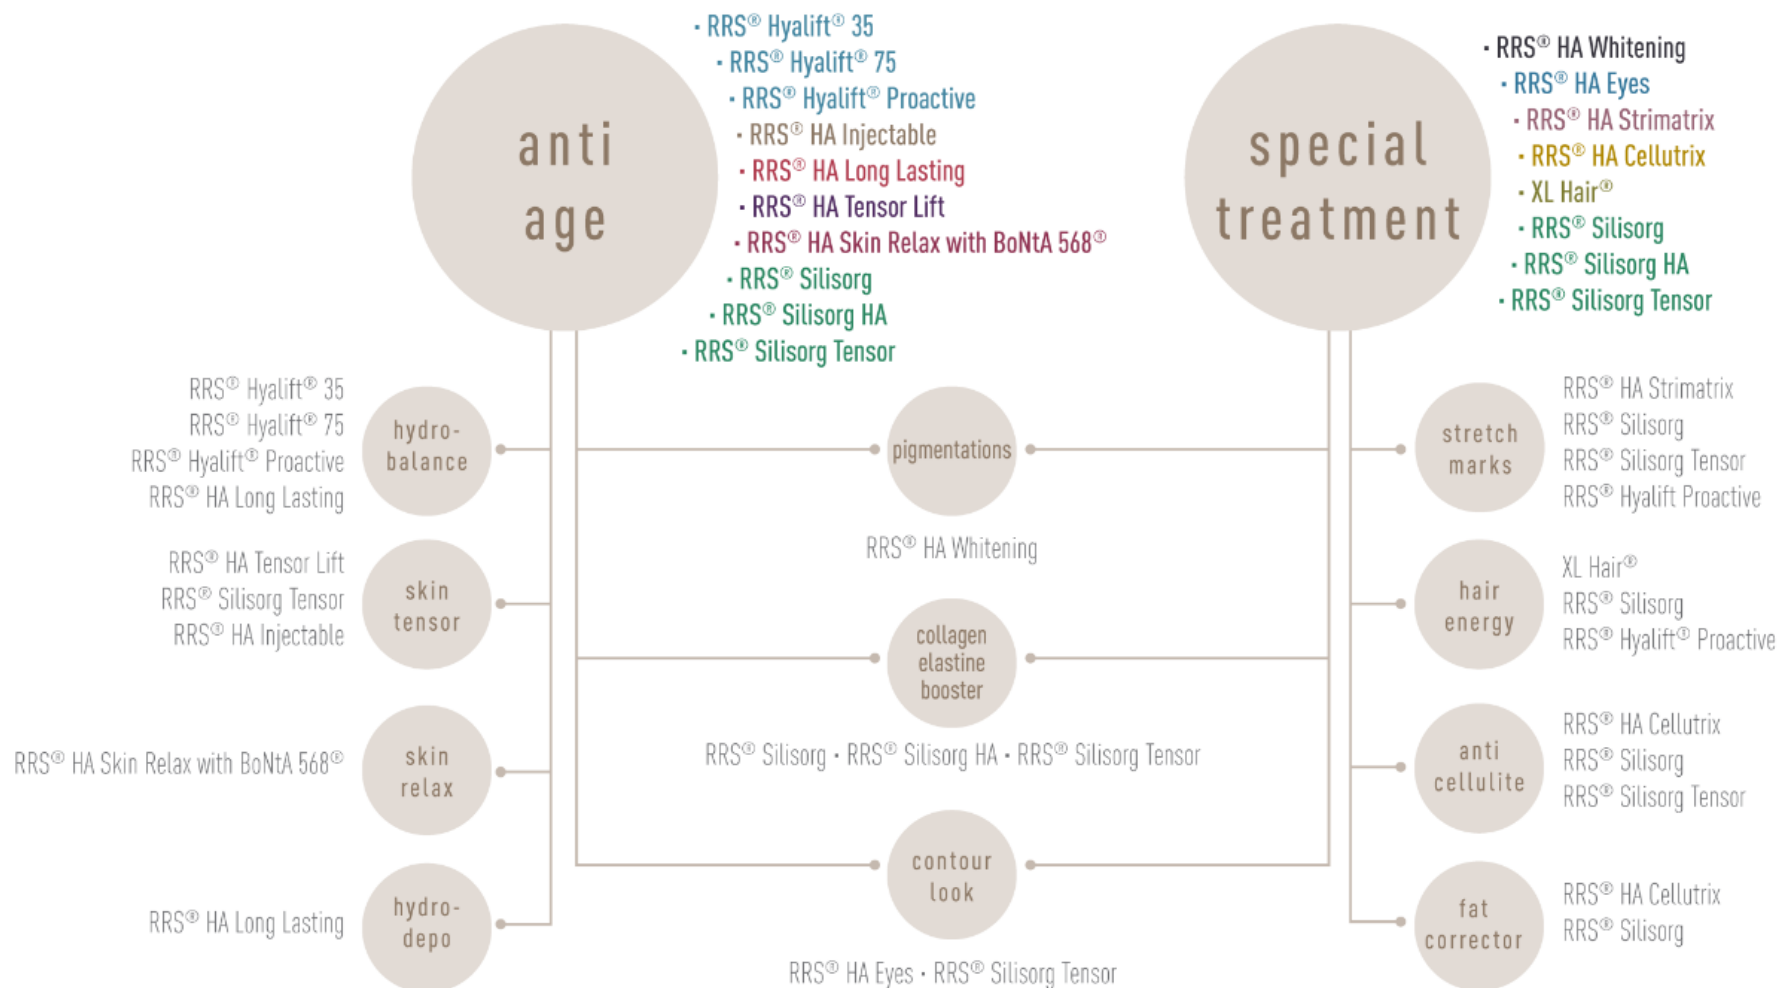 anti
age
· RRS® Hyalift® 35
· RRS® Hyalift® 75
· RRS® Hyalift® Proactive
· RRS® HA Injectable
· RRS® HA Long Lasting
· RRS® HA Tensor Lift
· RRS® HA Skin Relax with BoNtA 568®
· RRS® Silisorg
· RRS® Silisorg HA
· RRS® Silisorg Tensor
special
treatment
· RRS® HA Whitening
· RRS® HA Eyes
· RRS® HA Strimatrix
· RRS® HA Cellutrix
· XL Hair®
· RRS® Silisorg
· RRS® Silisorg HA
· RRS® Silisorg Tensor
RRS® Hyalift® 35
RRS® Hyalift® 75
RRS® Hyalift® Proactive
RRS® HA Long Lasting
hydro-
balance
RRS® HA Tensor Lift
RRS® Silisorg Tensor
RRS® HA Injectable
skin
tensor
RRS® HA Skin Relax with BoNtA 568®
skin
relax
RRS® HA Long Lasting
hydro-
depo
pigmentations
RRS® HA Whitening
collagen
elastine
booster
RRS® Silisorg · RRS® Silisorg HA · RRS® Silisorg Tensor
contour
look
RRS® HA Eyes · RRS® Silisorg Tensor
stretch
marks
RRS® HA Strimatrix
RRS® Silisorg
RRS® Silisorg Tensor
RRS® Hyalift Proactive
hair
energy
XL Hair®
RRS® Silisorg
RRS® Hyalift® Proactive
anti
cellulite
RRS® HA Cellutrix
RRS® Silisorg
RRS® Silisorg Tensor
fat
corrector
RRS® HA Cellutrix
RRS® Silisorg